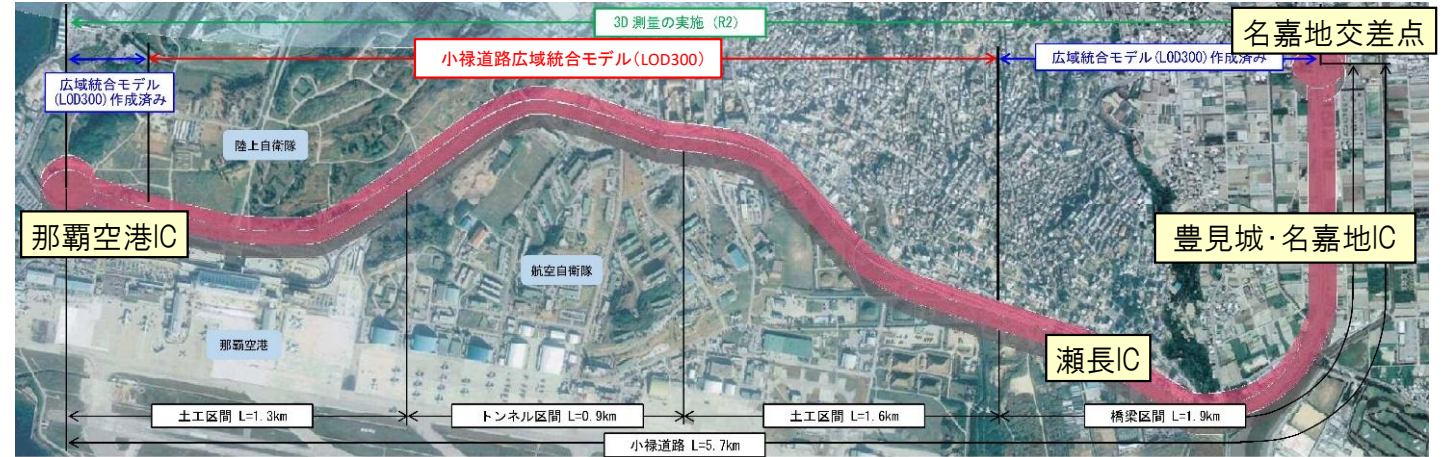 3D 測量の実施 (R2)
名嘉地交差点
小禄道路広域統合モデル(LOD300)
広域統合モデル(LOD300)作成済み
広域統合モデル
(LOD300)作成済み
陸上自衛隊
那覇空港IC
豊見城・名嘉地IC
航空自衛隊
那覇空港
瀬長IC
土工区間 L=1.3km
トンネル区間 L=0.9km
土工区間 L=1.6km
橋梁区間 L=1.9km
小禄道路 L=5.7km